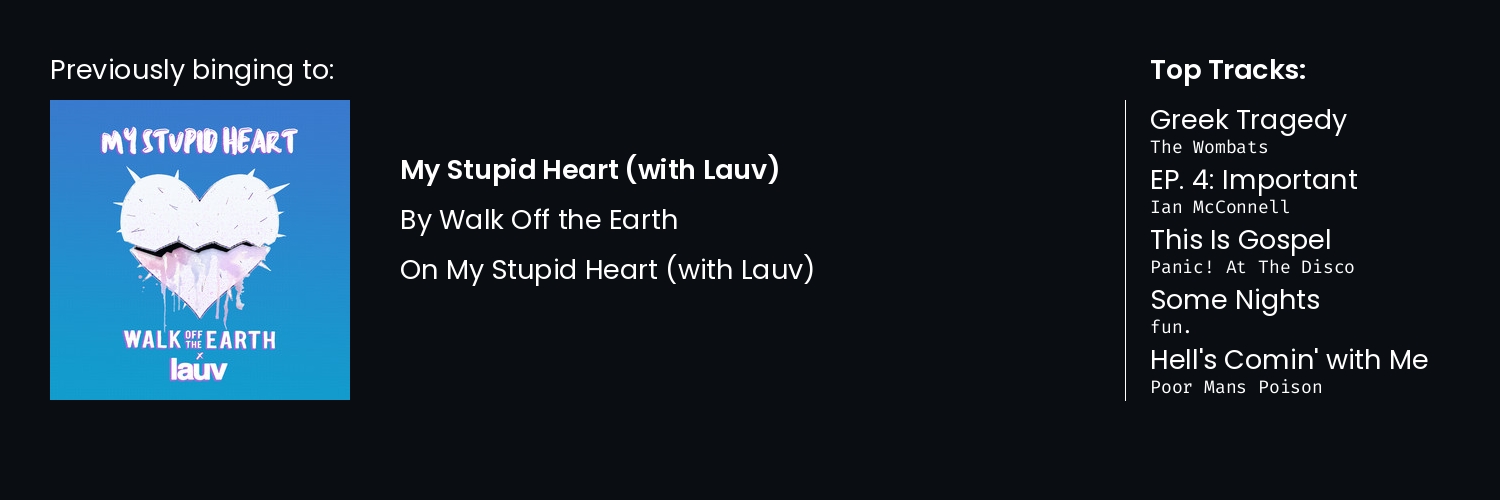 Previously binging to:
MY STUPID HEART
WALK OFF THE EARTH
x
lauv
My Stupid Heart (with Lauv)
By Walk Off the Earth
On My Stupid Heart (with Lauv)
Top Tracks:
Greek Tragedy
The Wombats
EP. 4: Important
Ian McConnell
This Is Gospel
Panic! At The Disco
Some Nights
fun.
Hell's Comin' with Me
Poor Mans Poison